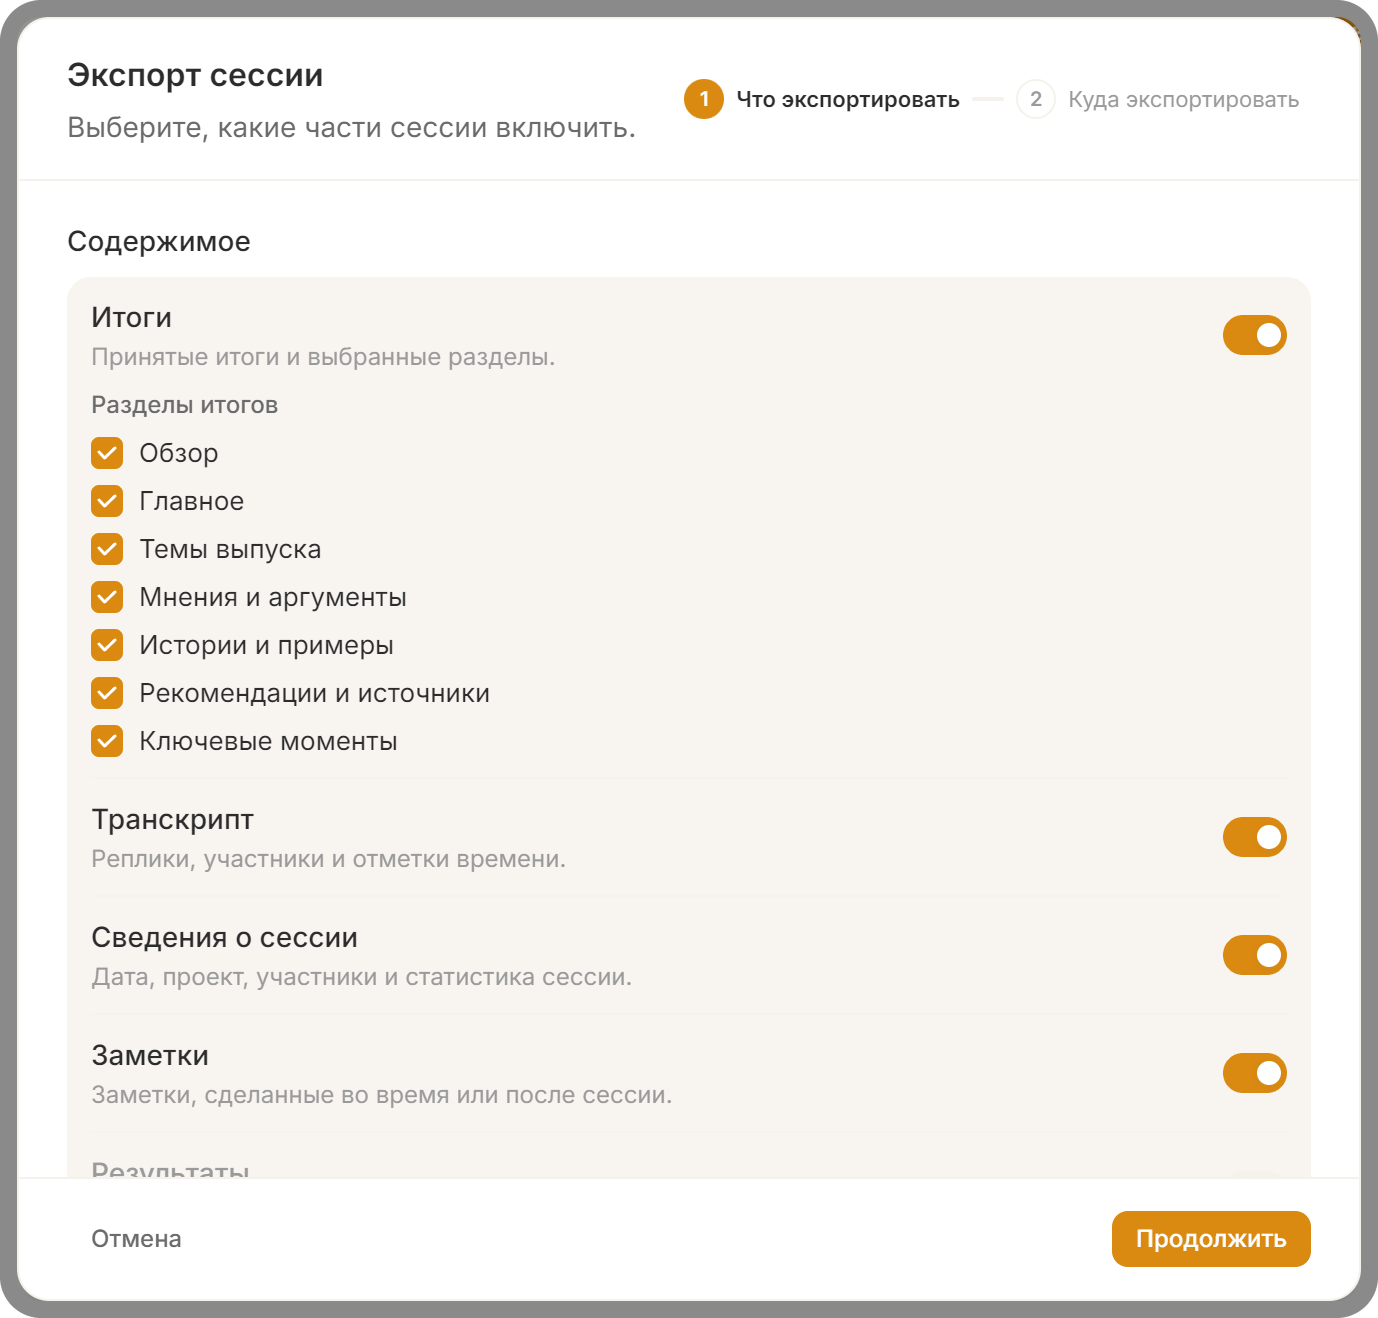 Экспорт сессии
Выберите, какие части сессии включить.
1 Что экспортировать
2 Куда экспортировать
Содержимое
Итоги
Принятые итоги и выбранные разделы.
Разделы итогов
Обзор
Главное
Темы выпуска
Мнения и аргументы
Истории и примеры
Рекомендации и источники
Ключевые моменты
Транскрипт
Реплики, участники и отметки времени.
Сведения о сессии
Дата, проект, участники и статистика сессии.
Заметки
Заметки, сделанные во время или после сессии.
Результаты
Отмена
Продолжить